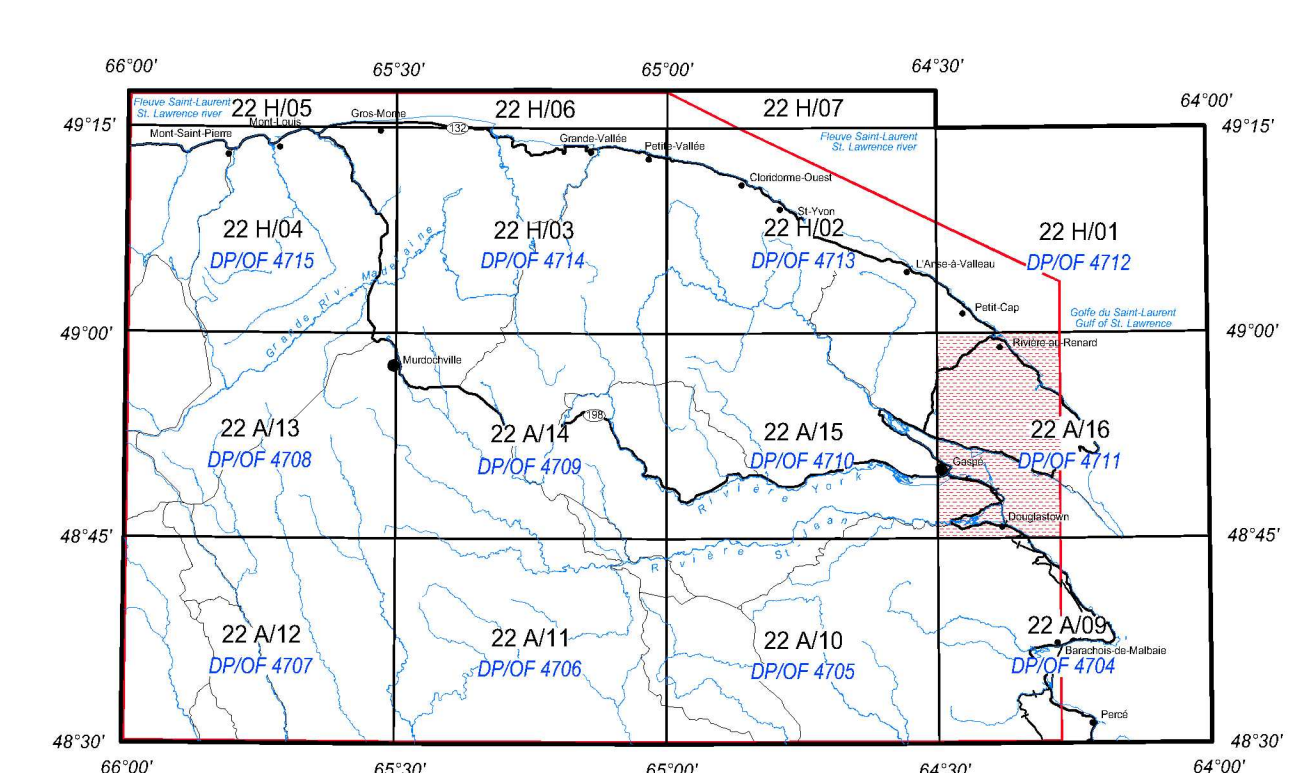 66°00'
65°30'
65°00'
64°30'
64°00'
Fleuve Saint-Laurent
St. Lawrence river
22 H/05
22 H/06
22 H/07
49°15'
49°15'
Mont-Saint-Pierre
Mont-Louis
Gros-Morne
132
Grande-Vallée
Petite-Vallée
Fleuve Saint-Laurent
St. Lawrence river
Cloridorme-Ouest
St-Yvon
22 H/04
DP/OF 4715
22 H/03
DP/OF 4714
22 H/02
DP/OF 4713
22 H/01
DP/OF 4712
Grande Riv. Madelaine
L'Anse-à-Valleau
Petit-Cap
Golfe du Saint-Laurent
Gulf of St. Lawrence
49°00'
49°00'
Rivière-au-Renard
Murdochville
198
22 A/13
DP/OF 4708
22 A/14
DP/OF 4709
22 A/15
DP/OF 4710
22 A/16
DP/OF 4711
Gaspé
Rivière York
Douglastown
Rivière St Jean
48°45'
48°45'
22 A/12
DP/OF 4707
22 A/11
DP/OF 4706
22 A/10
DP/OF 4705
22 A/09
Barachois-de-Malbaie
DP/OF 4704
Percé
48°30'
48°30'
66°00'
65°30'
65°00'
64°30'
64°00'